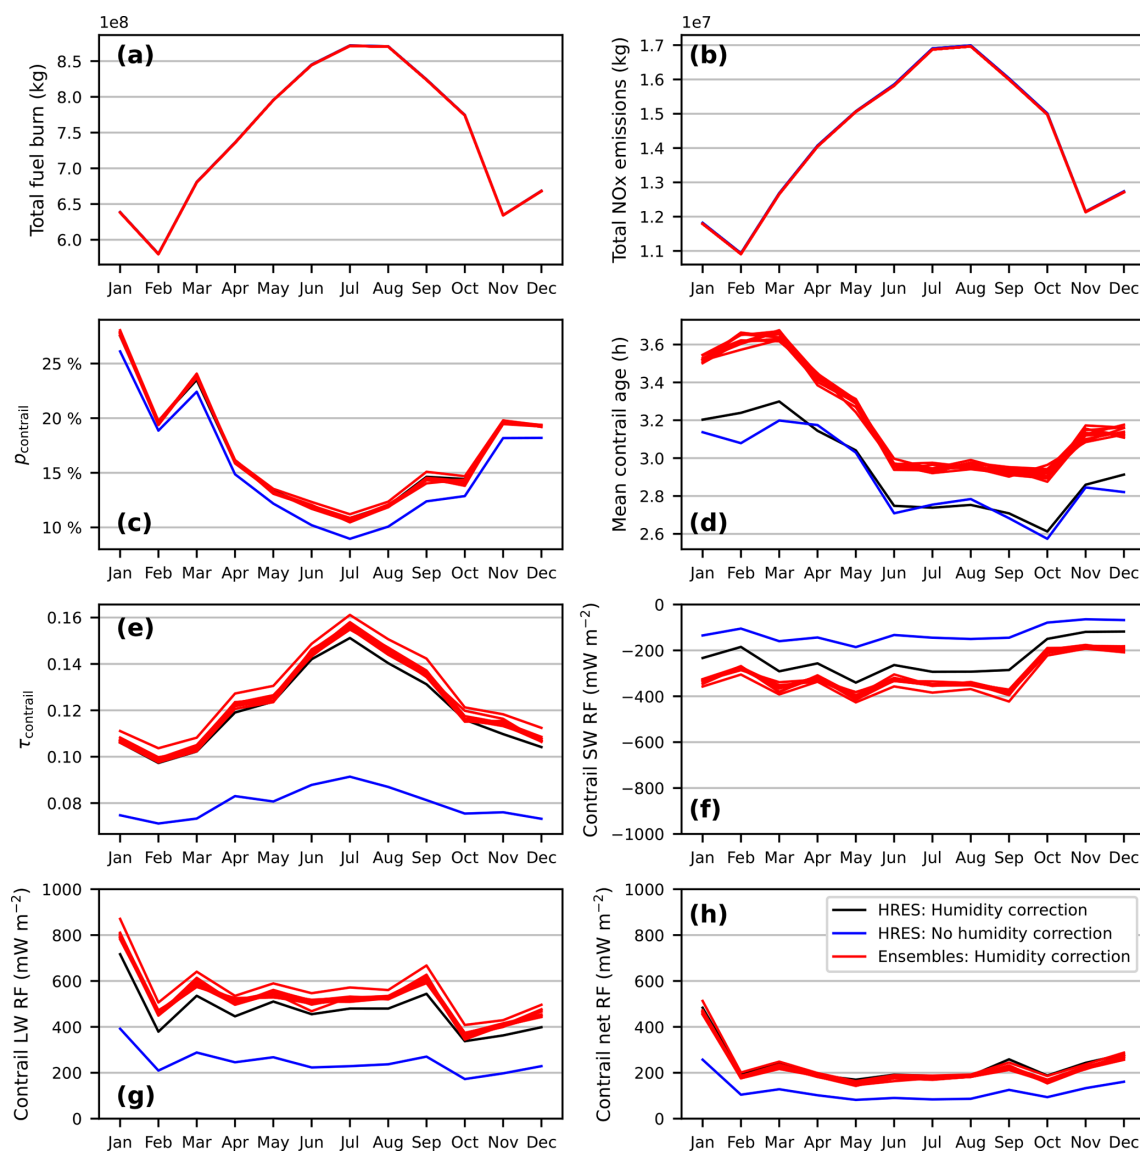 1e8
(a)
Total fuel burn (kg)
8.5
8.0
7.5
7.0
6.5
6.0
Jan Feb Mar Apr May Jun Jul Aug Sep Oct Nov Dec
1e7
(b)
Total NOx emissions (kg)
1.7
1.6
1.5
1.4
1.3
1.2
1.1
Jan Feb Mar Apr May Jun Jul Aug Sep Oct Nov Dec
(c)
pcontrail
25 %
20 %
15 %
10 %
Jan Feb Mar Apr May Jun Jul Aug Sep Oct Nov Dec
(d)
Mean contrail age (h)
3.6
3.4
3.2
3.0
2.8
2.6
Jan Feb Mar Apr May Jun Jul Aug Sep Oct Nov Dec
(e)
τcontrail
0.16
0.14
0.12
0.10
0.08
Jan Feb Mar Apr May Jun Jul Aug Sep Oct Nov Dec
(f)
Contrail SW RF (mW m−2)
0
−200
−400
−600
−800
−1000
Jan Feb Mar Apr May Jun Jul Aug Sep Oct Nov Dec
(g)
Contrail LW RF (mW m−2)
1000
800
600
400
200
0
Jan Feb Mar Apr May Jun Jul Aug Sep Oct Nov Dec
(h)
Contrail net RF (mW m−2)
1000
800
600
400
200
0
HRES: Humidity correction
HRES: No humidity correction
Ensembles: Humidity correction
Jan Feb Mar Apr May Jun Jul Aug Sep Oct Nov Dec